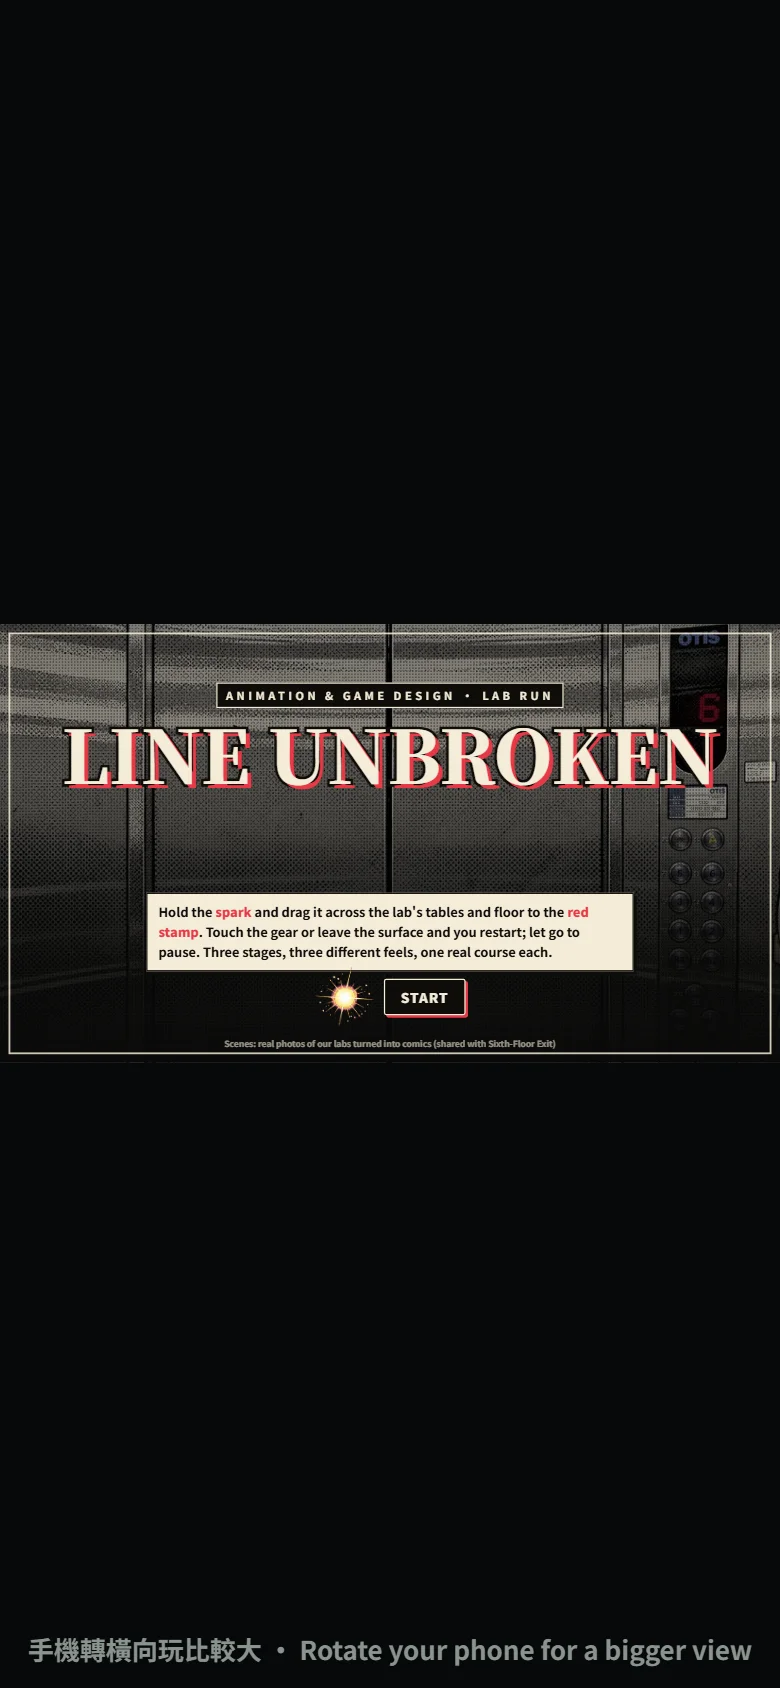 OTIS
6
ANIMATION & GAME DESIGN • LAB RUN
LINE UNBROKEN
Hold the spark and drag it across the lab's tables and floor to the red
stamp. Touch the gear or leave the surface and you restart; let go to
pause. Three stages, three different feels, one real course each.
START
Scenes: real photos of our labs turned into comics (shared with Sixth-Floor Exit)
手機轉橫向玩比較大 • Rotate your phone for a bigger view